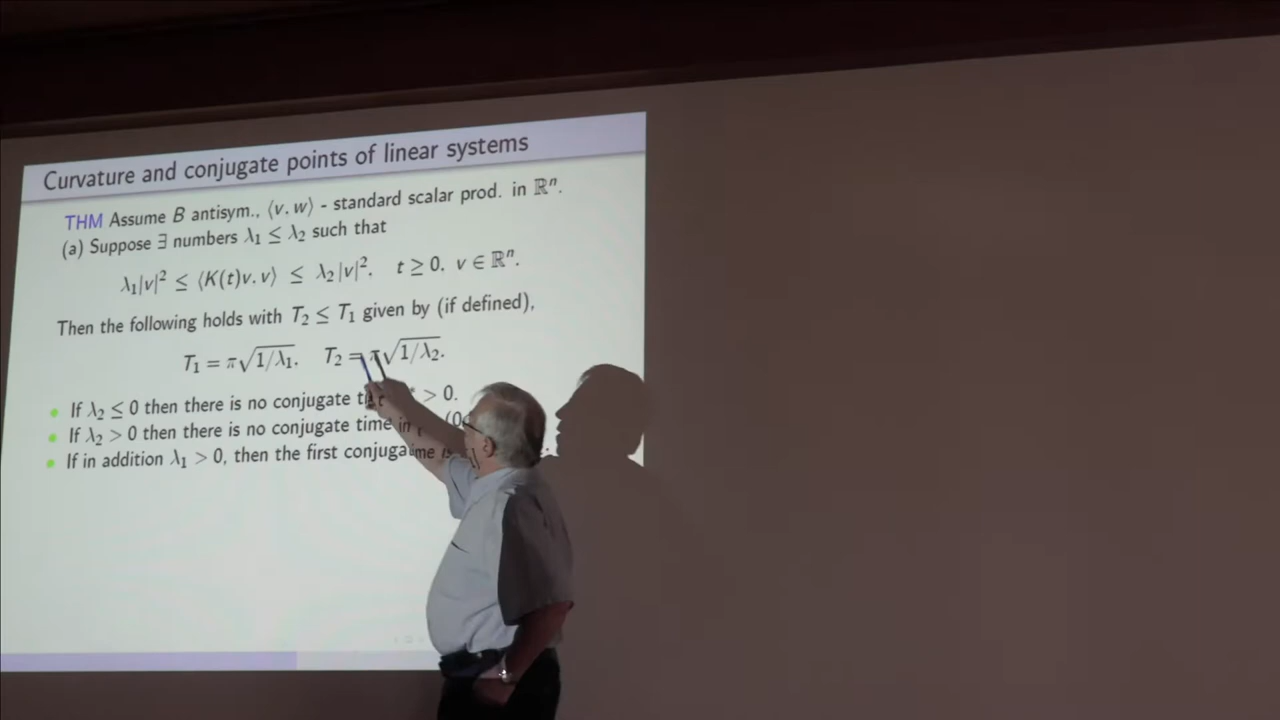 Curvature and conjugate points of linear systems
THM Assume B antisym., ⟨v, w⟩ - standard scalar prod. in ℝⁿ.
(a) Suppose ∃ numbers λ₁ ≤ λ₂ such that
λ₁|v|² ≤ ⟨K(t)v, v⟩ ≤ λ₂|v|², t ≥ 0, v ∈ ℝⁿ.
Then the following holds with T₂ ≤ T₁ given by (if defined),
T₁ = π√1/λ₁, T₂ = π√1/λ₂.
If λ₂ ≤ 0 then there is no conjugate > 0.
If λ₂ > 0 then there is no conjugate time in (0
If in addition λ₁ > 0, then the first